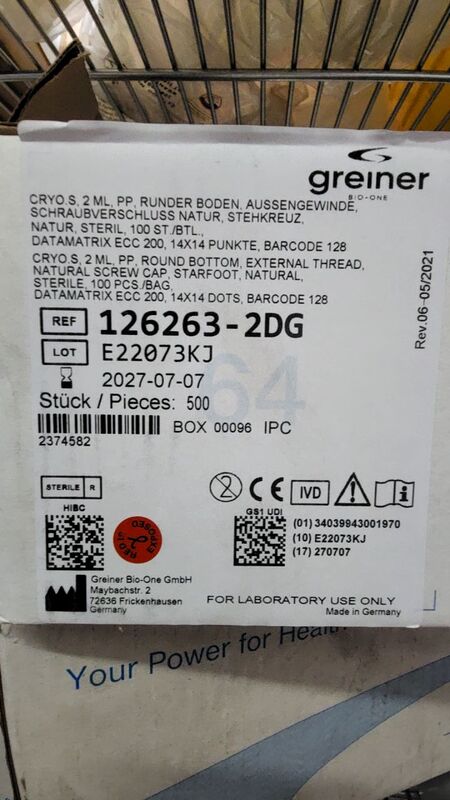 greiner
BIO-ONE
CRYO.S, 2 ML, PP, RUNDER BODEN, AUSSENGEWINDE,
SCHRAUBVERSCHLUSS NATUR, STEHKREUZ,
NATUR, STERIL, 100 ST./BTL.,
DATAMATRIX ECC 200, 14X14 PUNKTE, BARCODE 128
CRYO.S, 2 ML, PP, ROUND BOTTOM, EXTERNAL THREAD,
NATURAL SCREW CAP, STARFOOT, NATURAL,
STERILE, 100 PCS./BAG,
DATAMATRIX ECC 200, 14X14 DOTS, BARCODE 128
Rev.06-05/2021
REF 126263-2DG
LOT E22073KJ
2027-07-07
64
Stück / Pieces: 500
BOX 00096 IPC
2374582
STERILE R
2
CE IVD
i
HIBC
GS1 UDI
(01) 34039943001970
(10) E22073KJ
(17) 270707
Greiner Bio-One GmbH
Maybachstr. 2
72636 Frickenhausen
Germany
FOR LABORATORY USE ONLY
Made in Germany
Your Power for Health